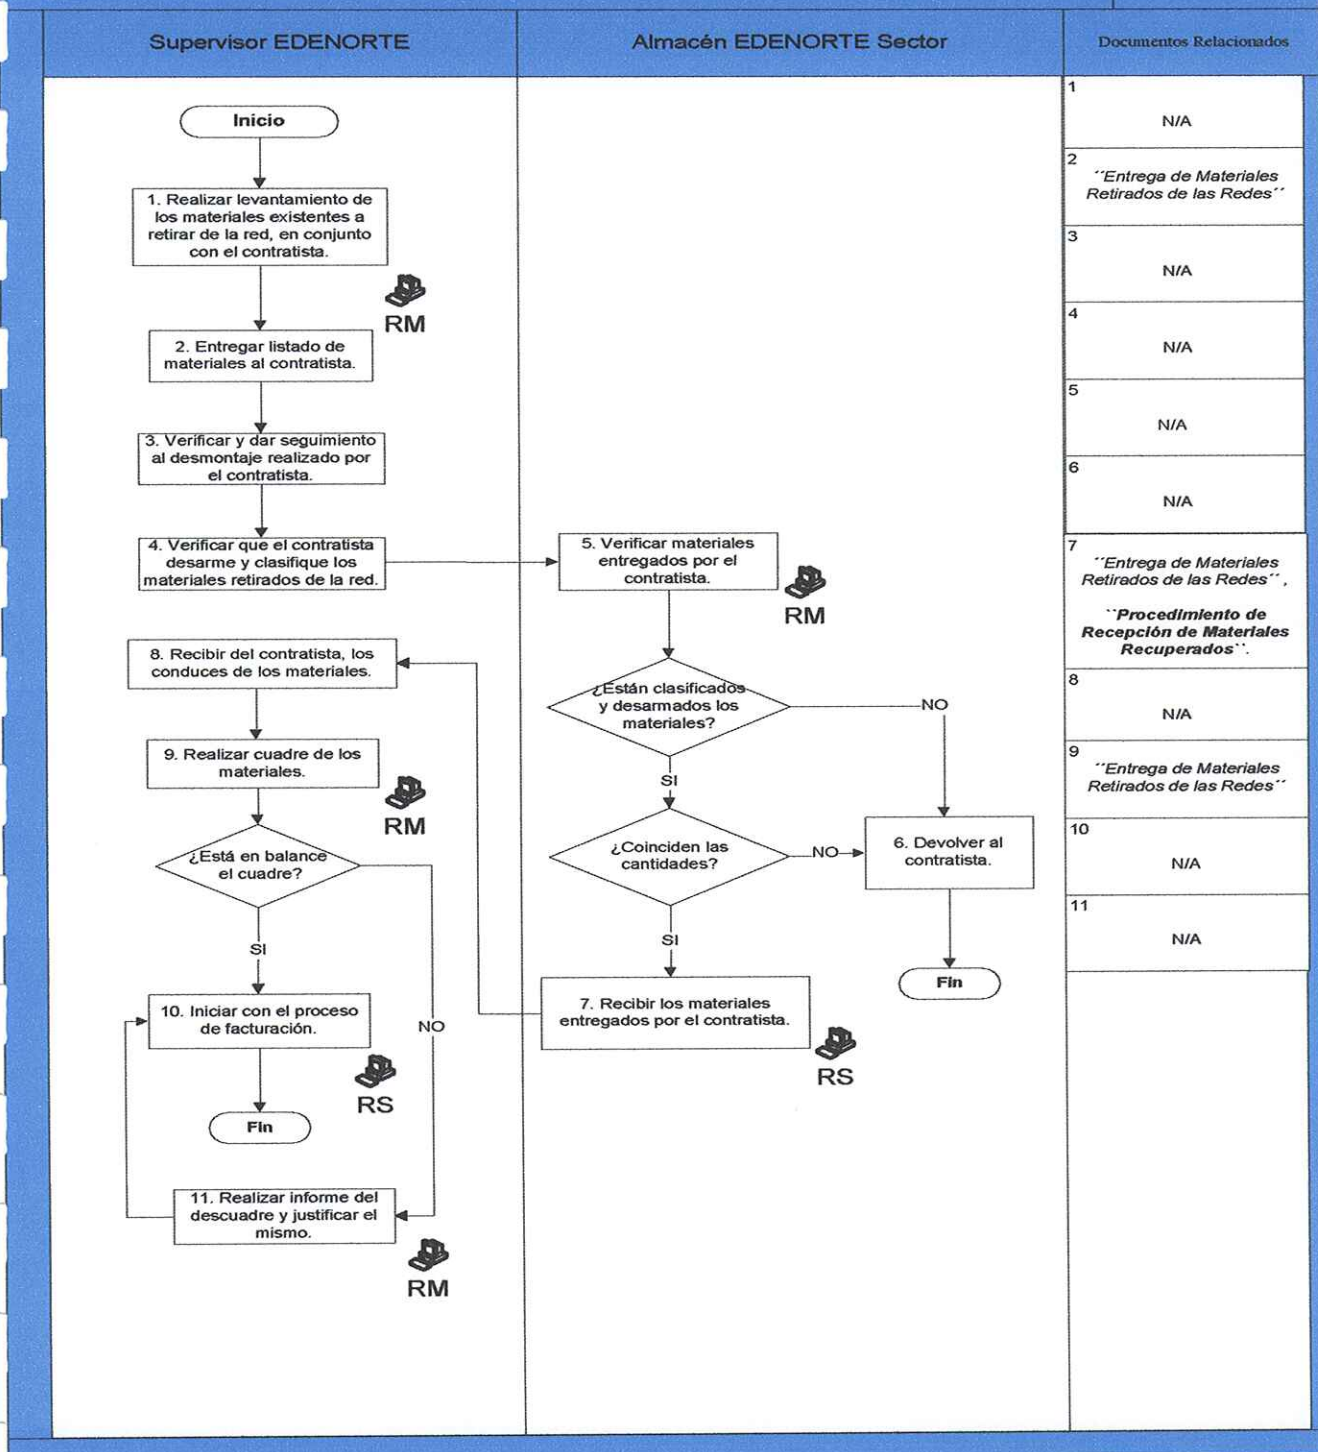 Supervisor EDENORTE
Almacén EDENORTE Sector
Documentos Relacionados
Inicio
1. Realizar levantamiento de
los materiales existentes a
retirar de la red, en conjunto
con el contratista.
RM
2. Entregar listado de
materiales al contratista.
3. Verificar y dar seguimiento
al desmontaje realizado por
el contratista.
4. Verificar que el contratista
desarme y clasifique los
materiales retirados de la red.
5. Verificar materiales
entregados por el
contratista.
RM
¿Están clasificados
y desarmados los
materiales?
NO
SI
¿Coinciden las
cantidades?
NO
6. Devolver al
contratista.
Fin
SI
7. Recibir los materiales
entregados por el contratista.
RS
8. Recibir del contratista, los
conduces de los materiales.
9. Realizar cuadre de los
materiales.
RM
¿Está en balance
el cuadre?
SI
NO
10. Iniciar con el proceso
de facturación.
RS
Fin
11. Realizar informe del
descuadre y justificar el
mismo.
RM
1
N/A
2
´´Entrega de Materiales
Retirados de las Redes´´
3
N/A
4
N/A
5
N/A
6
N/A
7
´´Entrega de Materiales
Retirados de las Redes´´ ,
``Procedimiento de
Recepción de Materiales
Recuperados``.
8
N/A
9
´´Entrega de Materiales
Retirados de las Redes´´
10
N/A
11
N/A